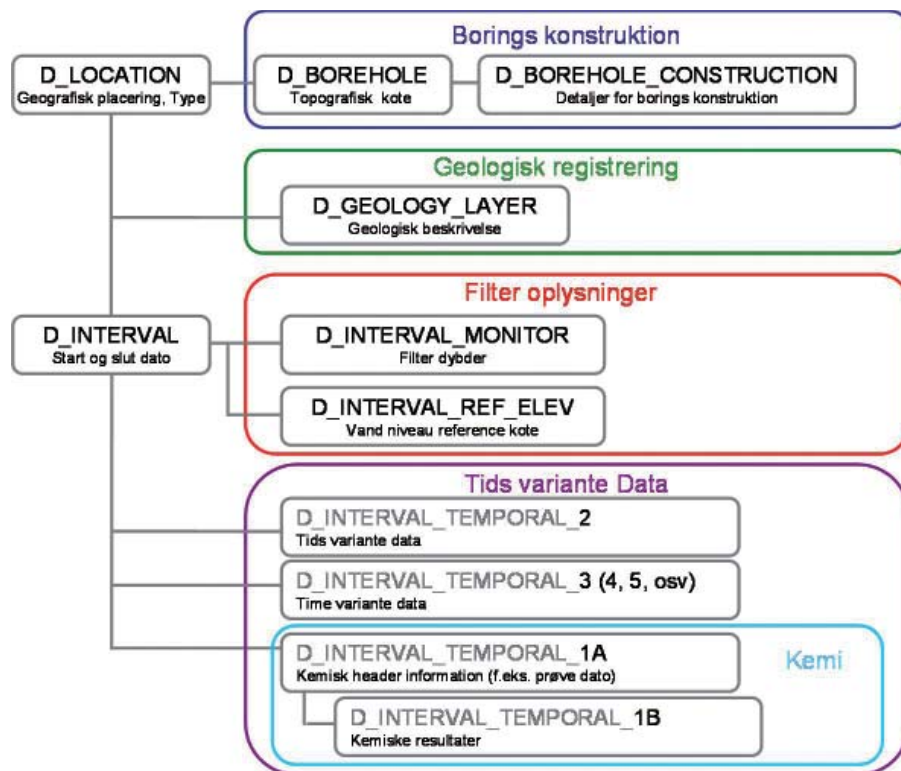 Borings konstruktion
D_LOCATION
Geografisk placering, Type
D_BOREHOLE
Topografisk kote
D_BOREHOLE_CONSTRUCTION
Detaljer for borings konstruktion
Geologisk registrering
D_GEOLOGY_LAYER
Geologisk beskrivelse
Filter oplysninger
D_INTERVAL
Start og slut dato
D_INTERVAL_MONITOR
Filter dybder
D_INTERVAL_REF_ELEV
Vand niveau reference kote
Tids variante Data
D_INTERVAL_TEMPORAL_2
Tids variante data
D_INTERVAL_TEMPORAL_3 (4, 5, osv)
Time variante data
Kemi
D_INTERVAL_TEMPORAL_1A
Kemisk header information (f.eks. prøve dato)
D_INTERVAL_TEMPORAL_1B
Kemiske resultater